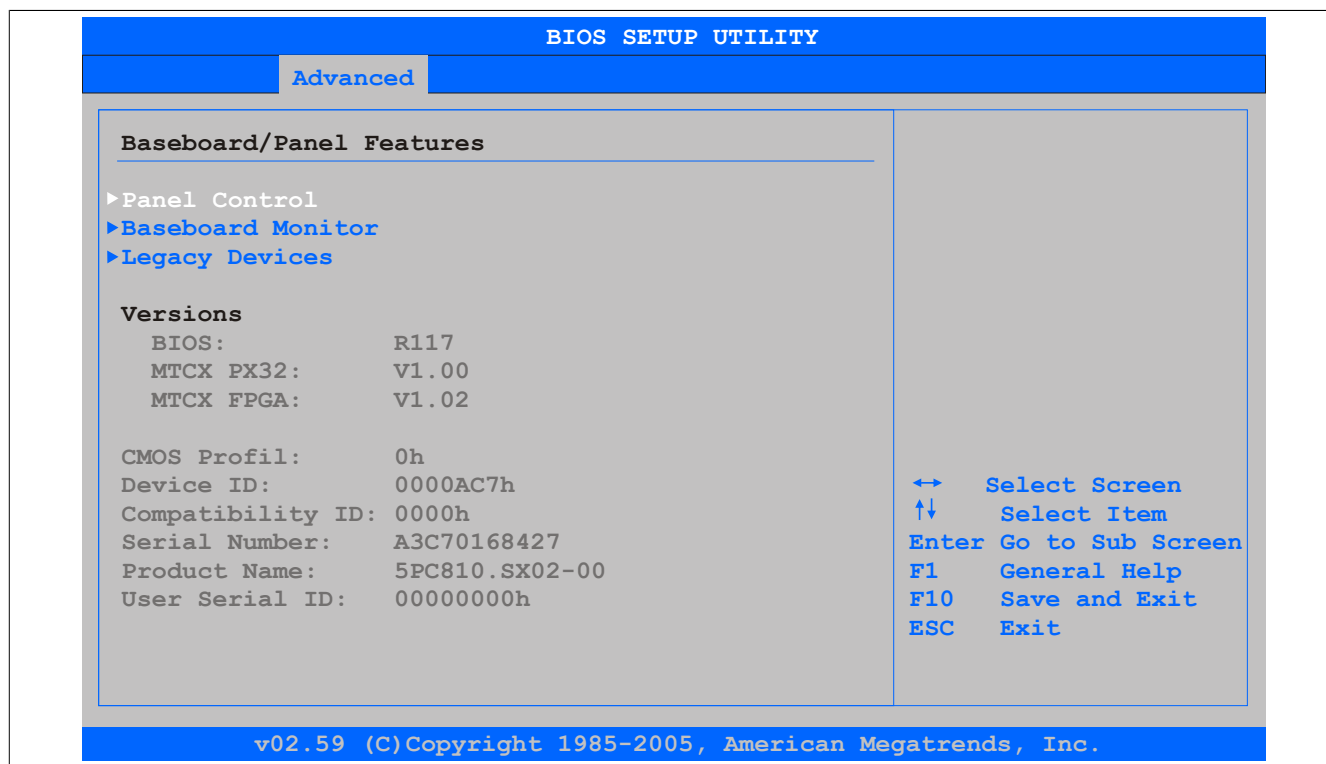 BIOS SETUP UTILITY
Advanced
Baseboard/Panel Features
Panel Control
Baseboard Monitor
Legacy Devices
Versions
BIOS: R117
MTCX PX32: V1.00
MTCX FPGA: V1.02
CMOS Profil: 0h
Device ID: 0000AC7h
Compatibility ID: 0000h
Serial Number: A3C70168427
Product Name: 5PC810.SX02-00
User Serial ID: 00000000h
↔ Select Screen
↑↓ Select Item
Enter Go to Sub Screen
F1 General Help
F10 Save and Exit
ESC Exit
v02.59 (C)Copyright 1985-2005, American Megatrends, Inc.